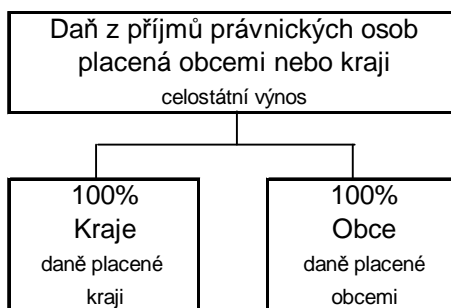 Daň z příjmů právnických osob
placená obcemi nebo kraji
celostátní výnos
100%
Kraje
daně placené
kraji
100%
Obce
daně placené
obcemi